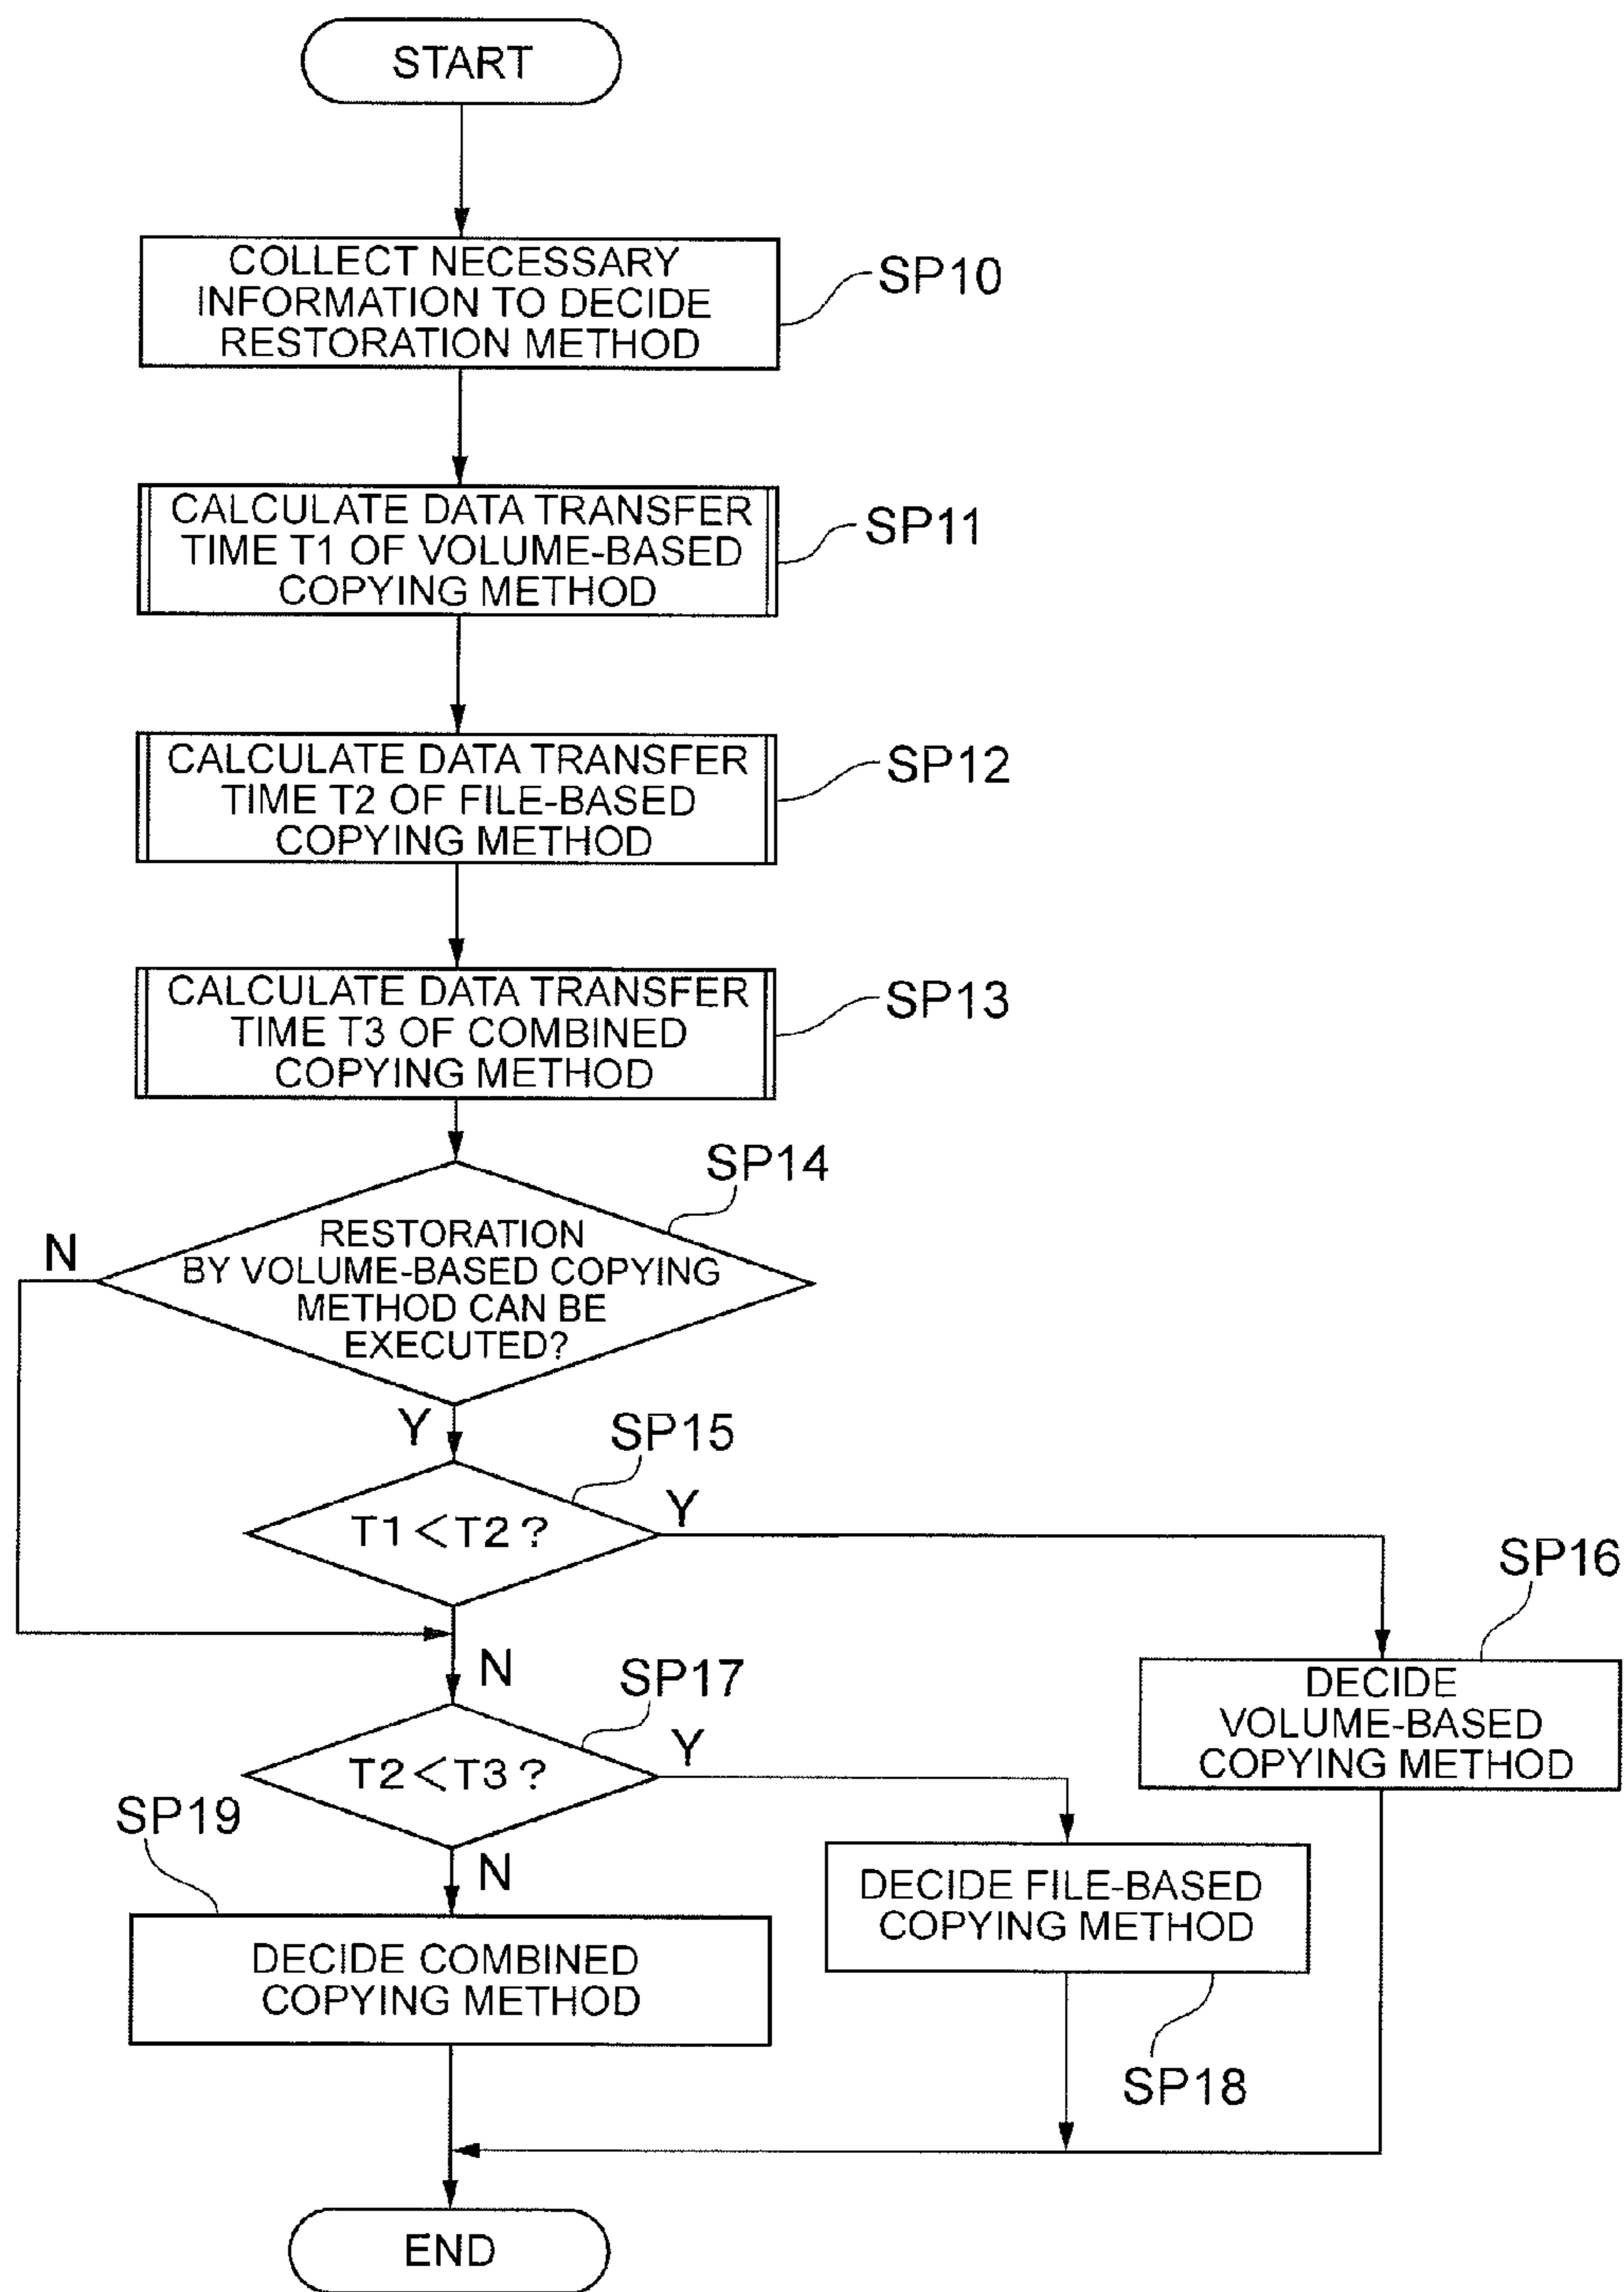 START
COLLECT NECESSARY
INFORMATION TO DECIDE
RESTORATION METHOD
SP10
CALCULATE DATA TRANSFER
TIME T1 OF VOLUME-BASED
COPYING METHOD
SP11
CALCULATE DATA TRANSFER
TIME T2 OF FILE-BASED
COPYING METHOD
SP12
CALCULATE DATA TRANSFER
TIME T3 OF COMBINED
COPYING METHOD
SP13
SP14
N
RESTORATION
BY VOLUME-BASED COPYING
METHOD CAN BE
EXECUTED?
Y
SP15
T1<T2?
Y
SP16
DECIDE
VOLUME-BASED
COPYING METHOD
N
SP17
T2<T3?
Y
SP19
N
DECIDE FILE-BASED
COPYING METHOD
SP18
DECIDE COMBINED
COPYING METHOD
END